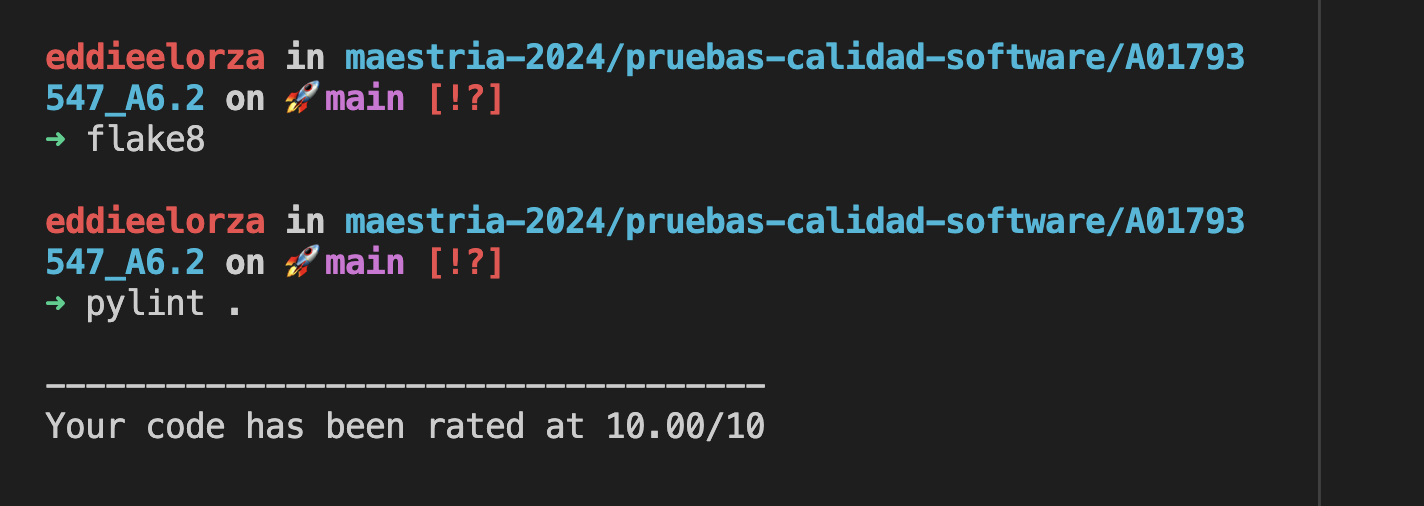 eddieelorza in maestria-2024/pruebas-calidad-software/A01793
547_A6.2 on 🚀main [!?]
➜ flake8
eddieelorza in maestria-2024/pruebas-calidad-software/A01793
547_A6.2 on 🚀main [!?]
➜ pylint .
------------------------------------
Your code has been rated at 10.00/10